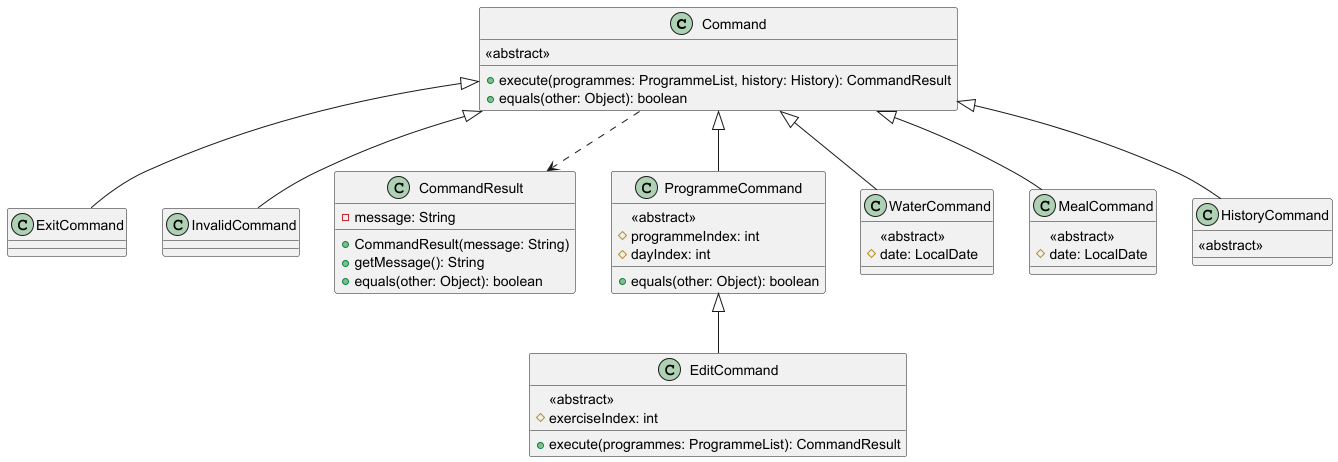 C Command
«abstract»
execute(programmes: ProgrammeList, history: History): CommandResult
equals(other: Object): boolean
C ExitCommand
C InvalidCommand
C CommandResult
message: String
CommandResult(message: String)
getMessage(): String
equals(other: Object): boolean
C ProgrammeCommand
«abstract»
programmeIndex: int
dayIndex: int
equals(other: Object): boolean
C WaterCommand
«abstract»
date: LocalDate
C MealCommand
«abstract»
date: LocalDate
C HistoryCommand
«abstract»
C EditCommand
«abstract»
exerciseIndex: int
execute(programmes: ProgrammeList): CommandResult